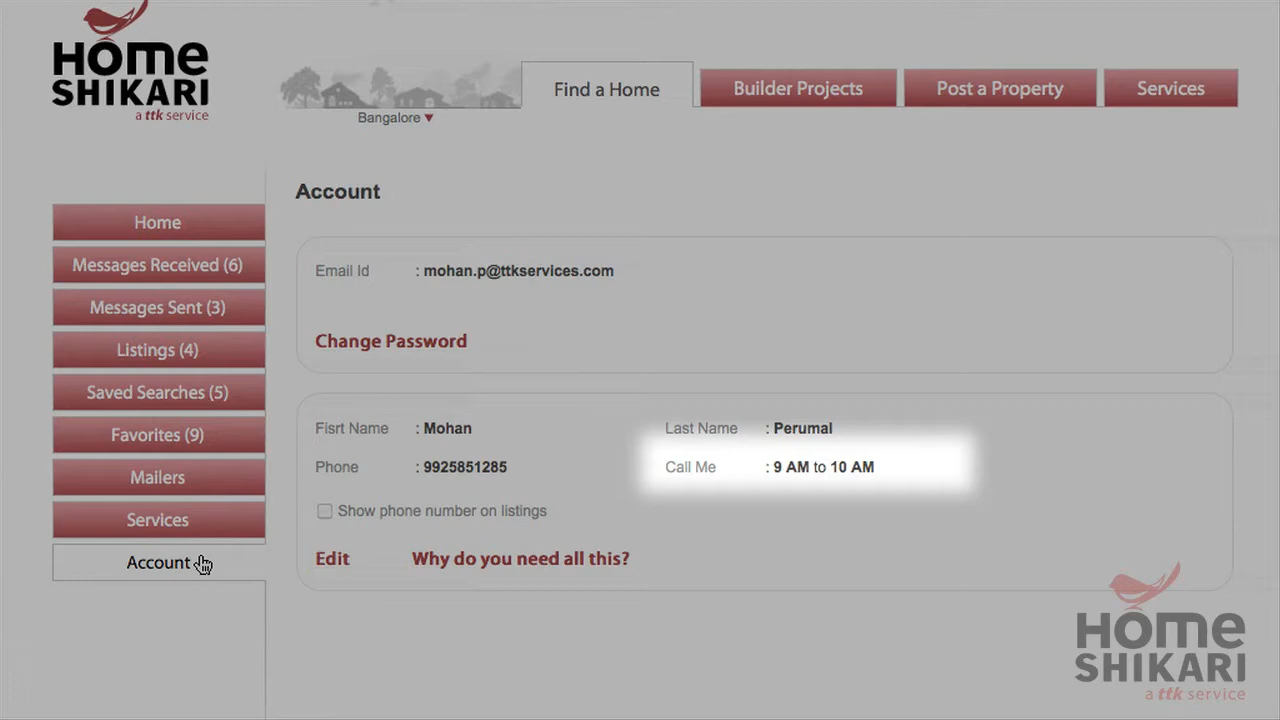 HOME
SHIKARI
a ttk service
Bangalore ▼
Find a Home
Builder Projects
Post a Property
Services
Home
Messages Received (6)
Messages Sent (3)
Listings (4)
Saved Searches (5)
Favorites (9)
Mailers
Services
Account
Account
Email Id : mohan.p@ttkservices.com
Change Password
Fisrt Name : Mohan Last Name : Perumal
Phone : 9925851285 Call Me : 9 AM to 10 AM
Show phone number on listings
Edit Why do you need all this?
HOME
SHIKARI
a ttk service